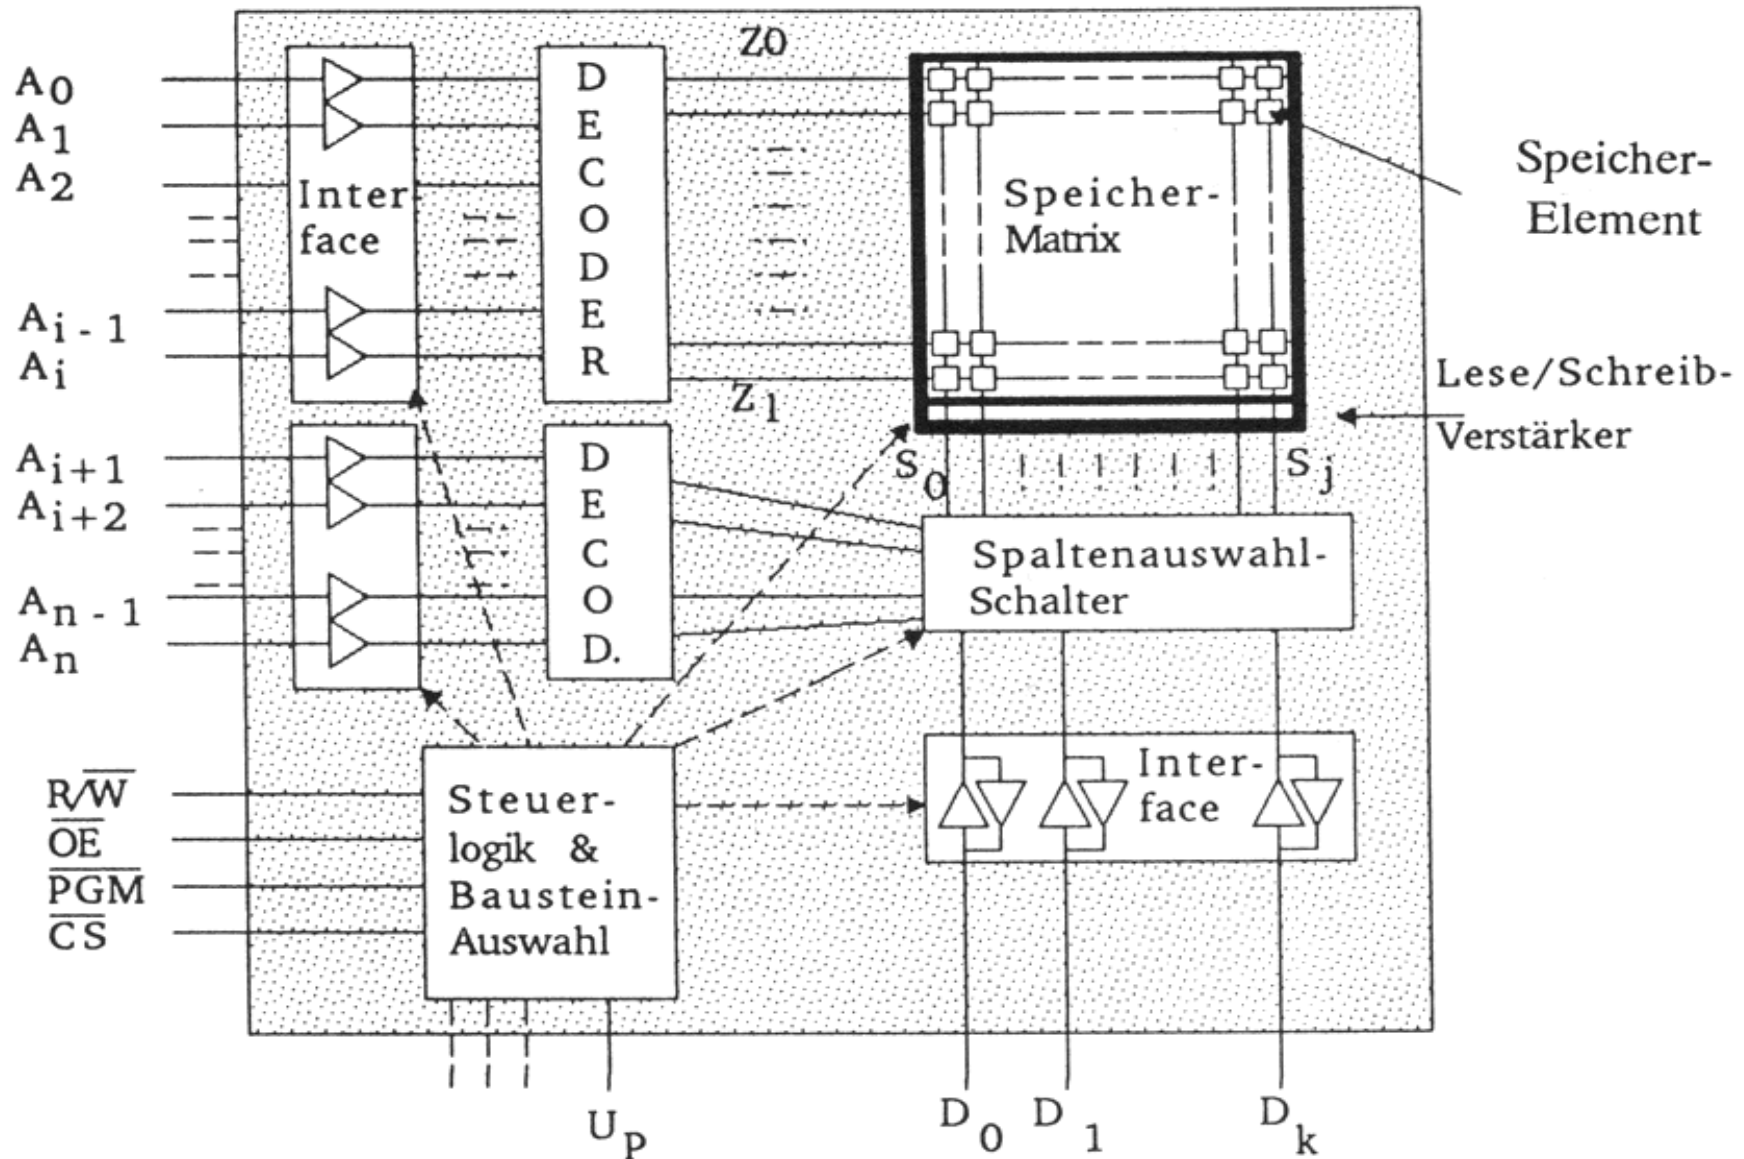 A0
A1
A2
Ai-1
Ai
Ai+1
Ai+2
An-1
An
R/W
OE
PGM
CS
Inter
face
D
E
C
O
D
E
R
D
E
C
O
D.
Z0
Zl
Speicher-
Matrix
Speicher-
Element
Lese/Schreib-
Verstärker
S0
Sj
Spaltenauswahl-
Schalter
Inter-
face
Steuer-
logik &
Baustein-
Auswahl
Up
D0
D1
Dk